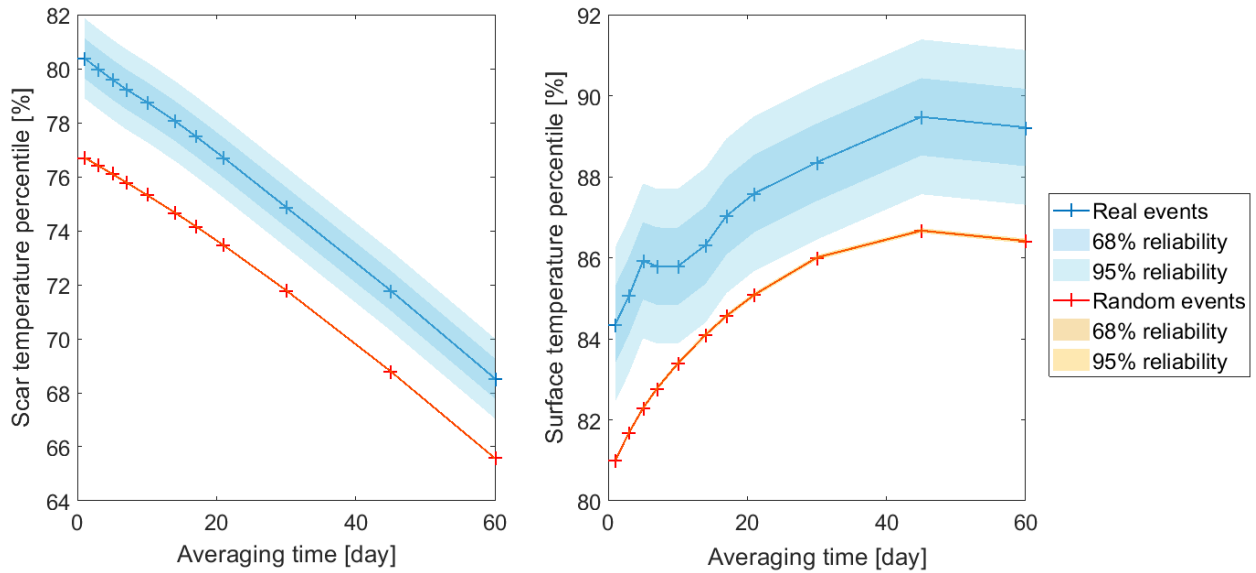 82
80
78
76
74
72
70
68
66
64
0
20
40
60
Scar temperature percentile [%]
Averaging time [day]
92
90
88
86
84
82
80
0
20
40
60
Surface temperature percentile [%]
Averaging time [day]
Real events
68% reliability
95% reliability
Random events
68% reliability
95% reliability